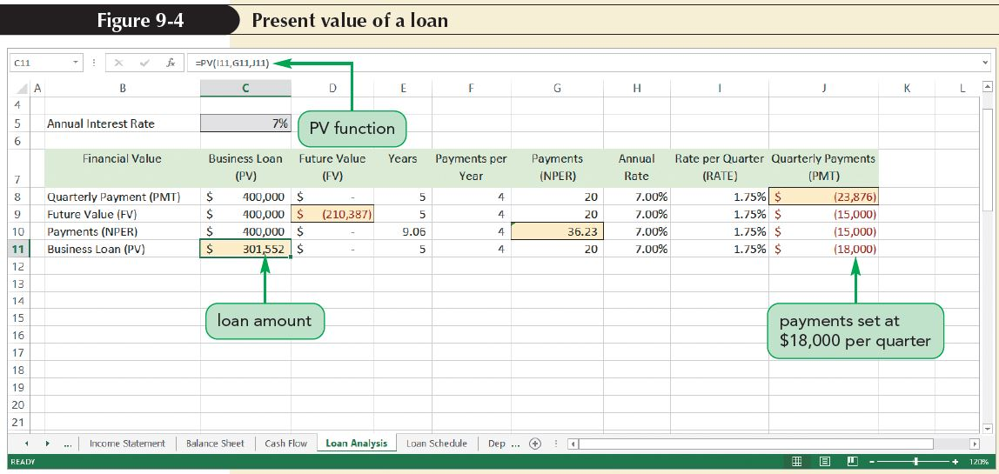 Figure 9-4 Present value of a loan
C11 fx =PV(I11,G11,J11)
A B C D E F G H I J K L
4
5 Annual Interest Rate 7%
PV function
6
Financial Value Business Loan Future Value Years Payments per Payments Annual Rate per Quarter Quarterly Payments
7 (PV) (FV) Year (NPER) Rate (RATE) (PMT)
8 Quarterly Payment (PMT) $ 400,000 $ - 5 4 20 7.00% 1.75% $ (23,876)
9 Future Value (FV) $ 400,000 $ (210,387) 5 4 20 7.00% 1.75% $ (15,000)
10 Payments (NPER) $ 400,000 $ - 9.06 4 36.23 7.00% 1.75% $ (15,000)
11 Business Loan (PV) $ 301,552 $ - 5 4 20 7.00% 1.75% $ (18,000)
12
13
14
15 loan amount payments set at
16 $18,000 per quarter
17
18
19
20
21
... Income Statement Balance Sheet Cash Flow Loan Analysis Loan Schedule Dep ...
READY 120%